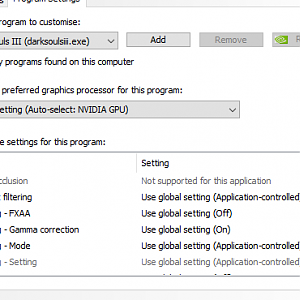 Program Settings
rogram to customise:
uls III (darksoulsiii.exe)
Add
Remove
R
y programs found on this computer
preferred graphics processor for this program:
etting (Auto-select: NVIDIA GPU)
e settings for this program:
Setting
cclusion Not supported for this application
filtering Use global setting (Application-controlled)
g - FXAA Use global setting (Off)
g - Gamma correction Use global setting (On)
g - Mode Use global setting (Application-controlled)
g - Setting Use global setting (Application-controlled)